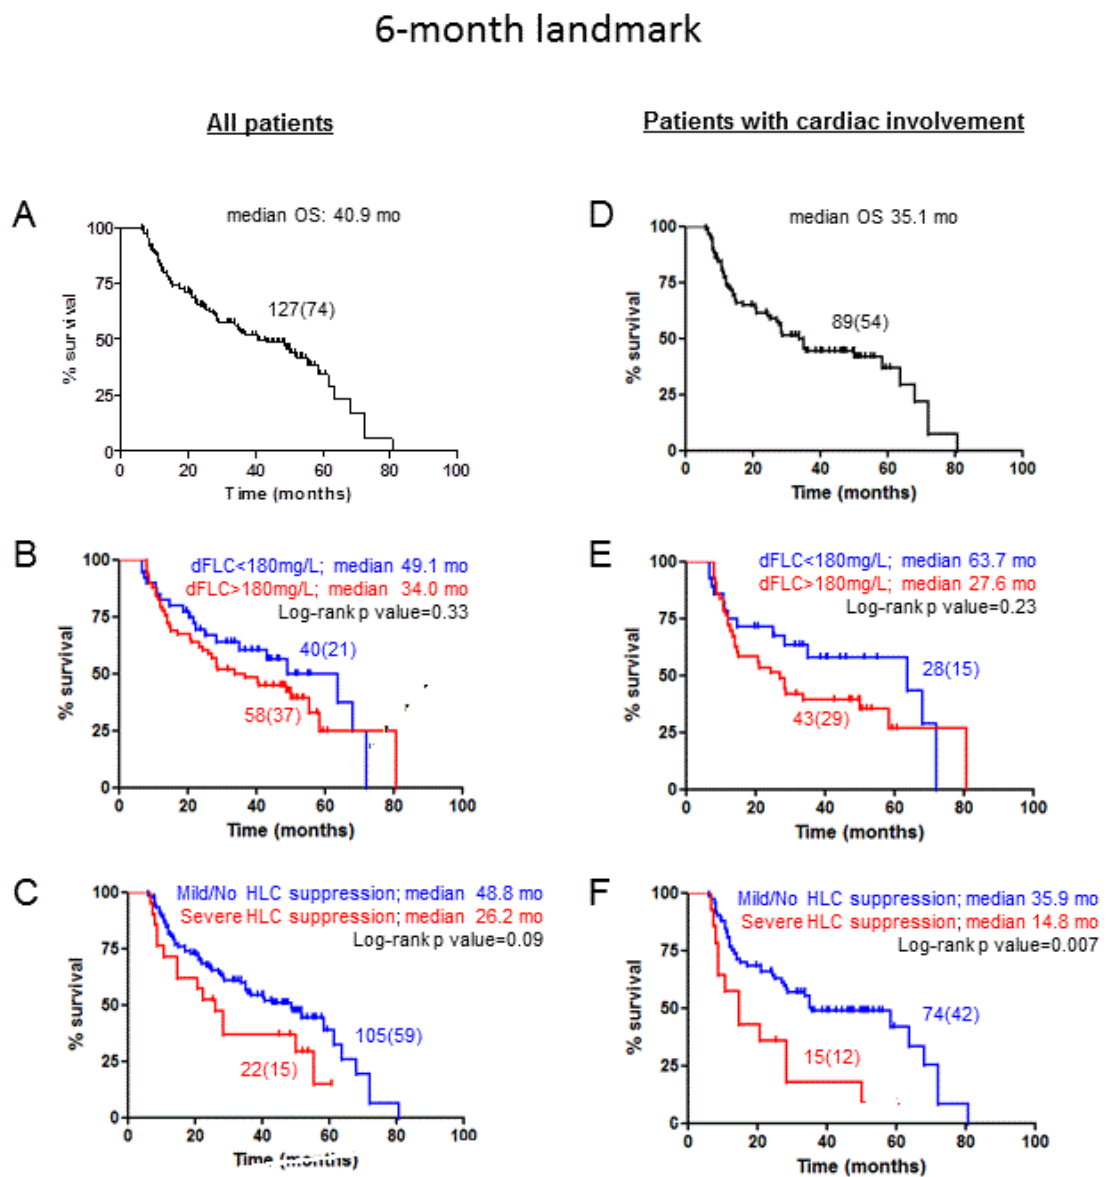 6-month landmark
All patients
Patients with cardiac involvement
A
median OS: 40.9 mo
127(74)
% survival
100
75
50
25
0
0 20 40 60 80 100
Time (months)
D
median OS 35.1 mo
89(54)
% survival
100
75
50
25
0
0 20 40 60 80 100
Time (months)
B
dFLC<180mg/L; median 49.1 mo
dFLC>180mg/L; median 34.0 mo
Log-rank p value=0.33
40(21)
58(37)
% survival
100
75
50
25
0
0 20 40 60 80 100
Time (months)
E
dFLC<180mg/L; median 63.7 mo
dFLC>180mg/L; median 27.6 mo
Log-rank p value=0.23
28(15)
43(29)
% survival
100
75
50
25
0
0 20 40 60 80 100
Time (months)
C
Mild/No HLC suppression; median 48.8 mo
Severe HLC suppression; median 26.2 mo
Log-rank p value=0.09
105(59)
22(15)
% survival
100
75
50
25
0
0 20 40 60 80 100
Time (months)
F
Mild/No HLC suppression; median 35.9 mo
Severe HLC suppression; median 14.8 mo
Log-rank p value=0.007
74(42)
15(12)
% survival
100
75
50
25
0
0 20 40 60 80 100
Time (months)